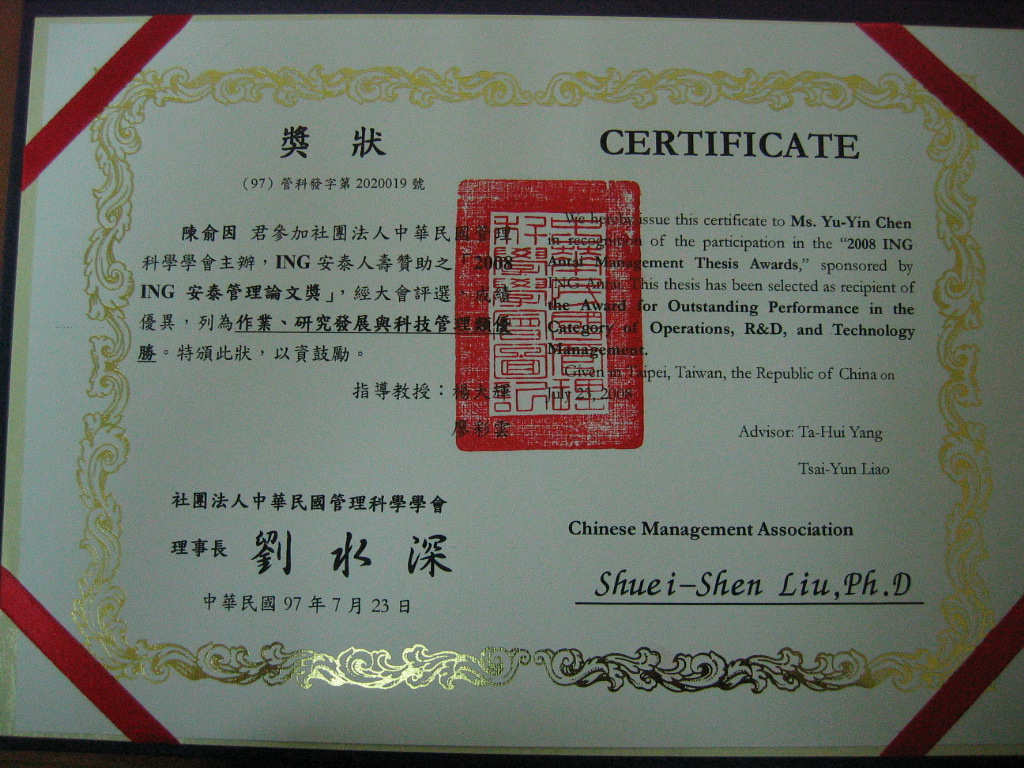 獎 狀
（97）管科發字第 2020019 號
陳俞因 君參加社團法人中華民國管理
科學學會主辦，ING 安泰人壽贊助之「2008
ING 安泰管理論文獎」，經大會評選，成績
優異，列為作業、研究發展與科技管理類優
勝。特頒此狀，以資鼓勵。
指導教授：楊大輝
廖彩雲
社團法人中華民國管理科學學會
理事長 劉 水 深
中華民國 97 年 7 月 23 日
CERTIFICATE
We hereby issue this certificate to Ms. Yu-Yin Chen
in recognition of the participation in the “2008 ING
Antai Management Thesis Awards,” sponsored by
ING Antai. This thesis has been selected as recipient of
the Award for Outstanding Performance in the
Category of Operations, R&D, and Technology
Management.
Given in Taipei, Taiwan, the Republic of China on
July 23, 2008
Advisor: Ta-Hui Yang
Tsai-Yun Liao
Chinese Management Association
Shuei-Shen Liu,Ph.D